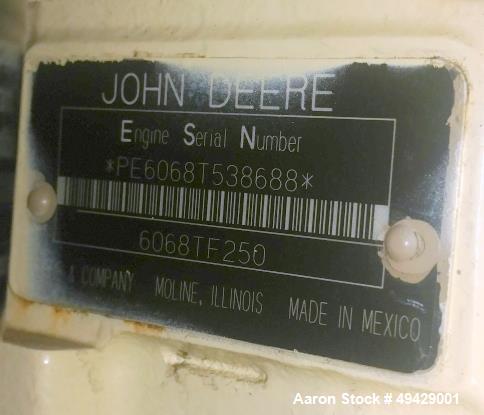 JOHN DEERE
Engine Serial Number
*PE6068T538688*
6068TF250
& COMPANY MOLINE, ILLINOIS MADE IN MEXICO
Aaron Stock # 49429001